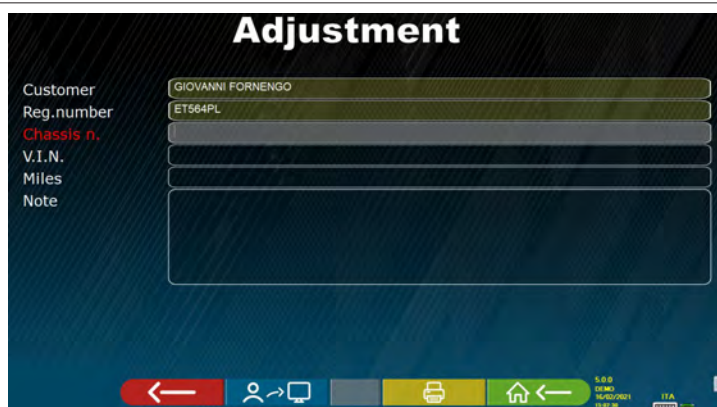 Adjustment
Customer GIOVANNI FORNENGO
Reg.number ET564PL
Chassis n.
V.I.N.
Miles
Note
5.0.0
DEMO
16/02/2021
ITA